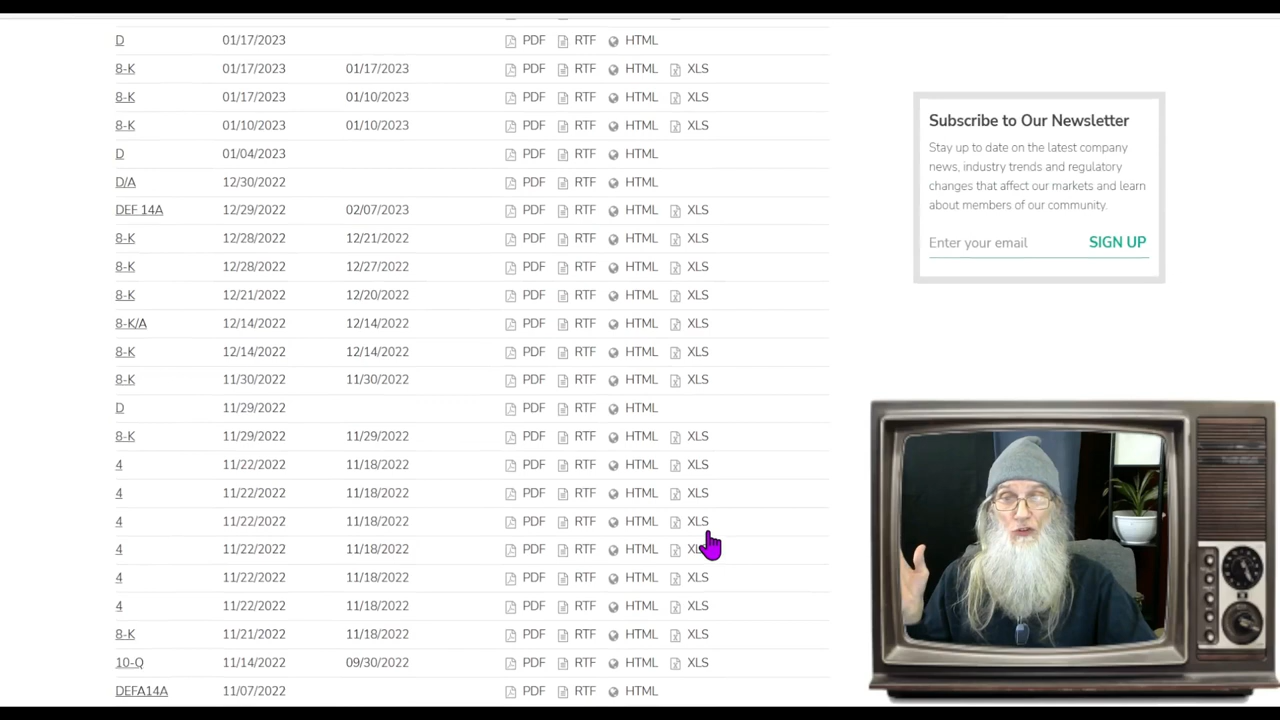 D 01/17/2023 PDF RTF HTML
8-K 01/17/2023 01/17/2023 PDF RTF HTML XLS
8-K 01/17/2023 01/10/2023 PDF RTF HTML XLS
8-K 01/10/2023 01/10/2023 PDF RTF HTML XLS
D 01/04/2023 PDF RTF HTML
D/A 12/30/2022 PDF RTF HTML
DEF 14A 12/29/2022 02/07/2023 PDF RTF HTML XLS
8-K 12/28/2022 12/21/2022 PDF RTF HTML XLS
8-K 12/28/2022 12/27/2022 PDF RTF HTML XLS
8-K 12/21/2022 12/20/2022 PDF RTF HTML XLS
8-K/A 12/14/2022 12/14/2022 PDF RTF HTML XLS
8-K 12/14/2022 12/14/2022 PDF RTF HTML XLS
8-K 11/30/2022 11/30/2022 PDF RTF HTML XLS
D 11/29/2022 PDF RTF HTML
8-K 11/29/2022 11/29/2022 PDF RTF HTML XLS
4 11/22/2022 11/18/2022 PDF RTF HTML XLS
4 11/22/2022 11/18/2022 PDF RTF HTML XLS
4 11/22/2022 11/18/2022 PDF RTF HTML XLS
4 11/22/2022 11/18/2022 PDF RTF HTML
4 11/22/2022 11/18/2022 PDF RTF HTML XLS
4 11/22/2022 11/18/2022 PDF RTF HTML XLS
8-K 11/21/2022 11/18/2022 PDF RTF HTML XLS
10-Q 11/14/2022 09/30/2022 PDF RTF HTML XLS
DEFA14A 11/07/2022 PDF RTF HTML
Subscribe to Our Newsletter
Stay up to date on the latest company
news, industry trends and regulatory
changes that affect our markets and learn
about members of our community.
Enter your email SIGN UP